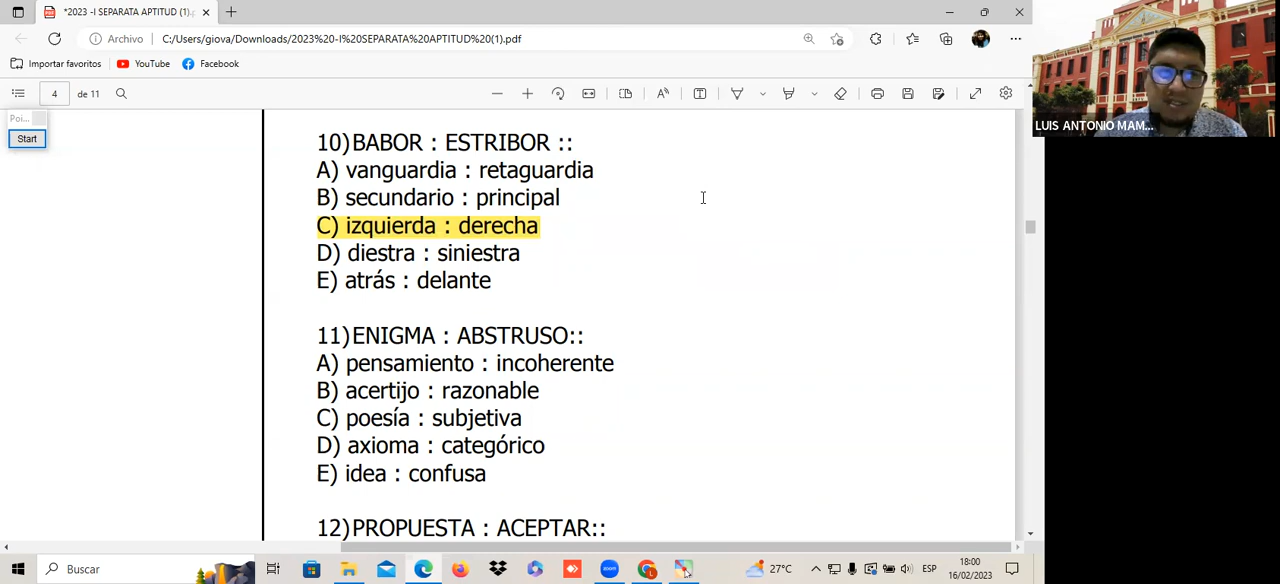 *2023 -I SEPARATA APTITUD (1).p
Archivo
C:/Users/giova/Downloads/2023%20-I%20SEPARATA%20APTITUD%20(1).pdf
Importar favoritos
YouTube
Facebook
4 de 11
Poi...
Start
LUIS ANTONIO MAM...
10)BABOR : ESTRIBOR ::
A) vanguardia : retaguardia
B) secundario : principal
C) izquierda : derecha
D) diestra : siniestra
E) atrás : delante
11)ENIGMA : ABSTRUSO::
A) pensamiento : incoherente
B) acertijo : razonable
C) poesía : subjetiva
D) axioma : categórico
E) idea : confusa
12)PROPUESTA : ACEPTAR::
Buscar
zoom
27°C
ESP
18:00
16/02/2023